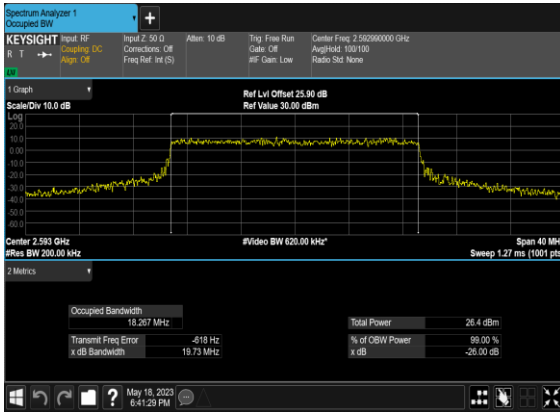 Spectrum Analyzer 1
Occupied BW
KEYSIGHT
R T
LW
Input: RF
Coupling: DC
Align: Off
Input Z: 50 Ω
Corrections: Off
Freq Ref: Int (S)
Atten: 10 dB
Trig: Free Run
Gate: Off
#IF Gain: Low
Center Freq: 2.592990000 GHz
Avg|Hold: 100/100
Radio Std: None
1 Graph
Scale/Div 10.0 dB
Ref Lvl Offset 25.90 dB
Ref Value 30.00 dBm
Log
20.0
10.0
0.00
-10.0
-20.0
-30.0
-40.0
-50.0
-60.0
Center 2.593 GHz
#Video BW 620.00 kHz*
Span 40 MH
#Res BW 200.00 kHz
Sweep 1.27 ms (1001 pts
2 Metrics
Occupied Bandwidth
18.267 MHz
Total Power 26.4 dBm
Transmit Freq Error -618 Hz
% of OBW Power 99.00 %
x dB Bandwidth 19.73 MHz
x dB -26.00 dB
May 18, 2023
6:41:29 PM